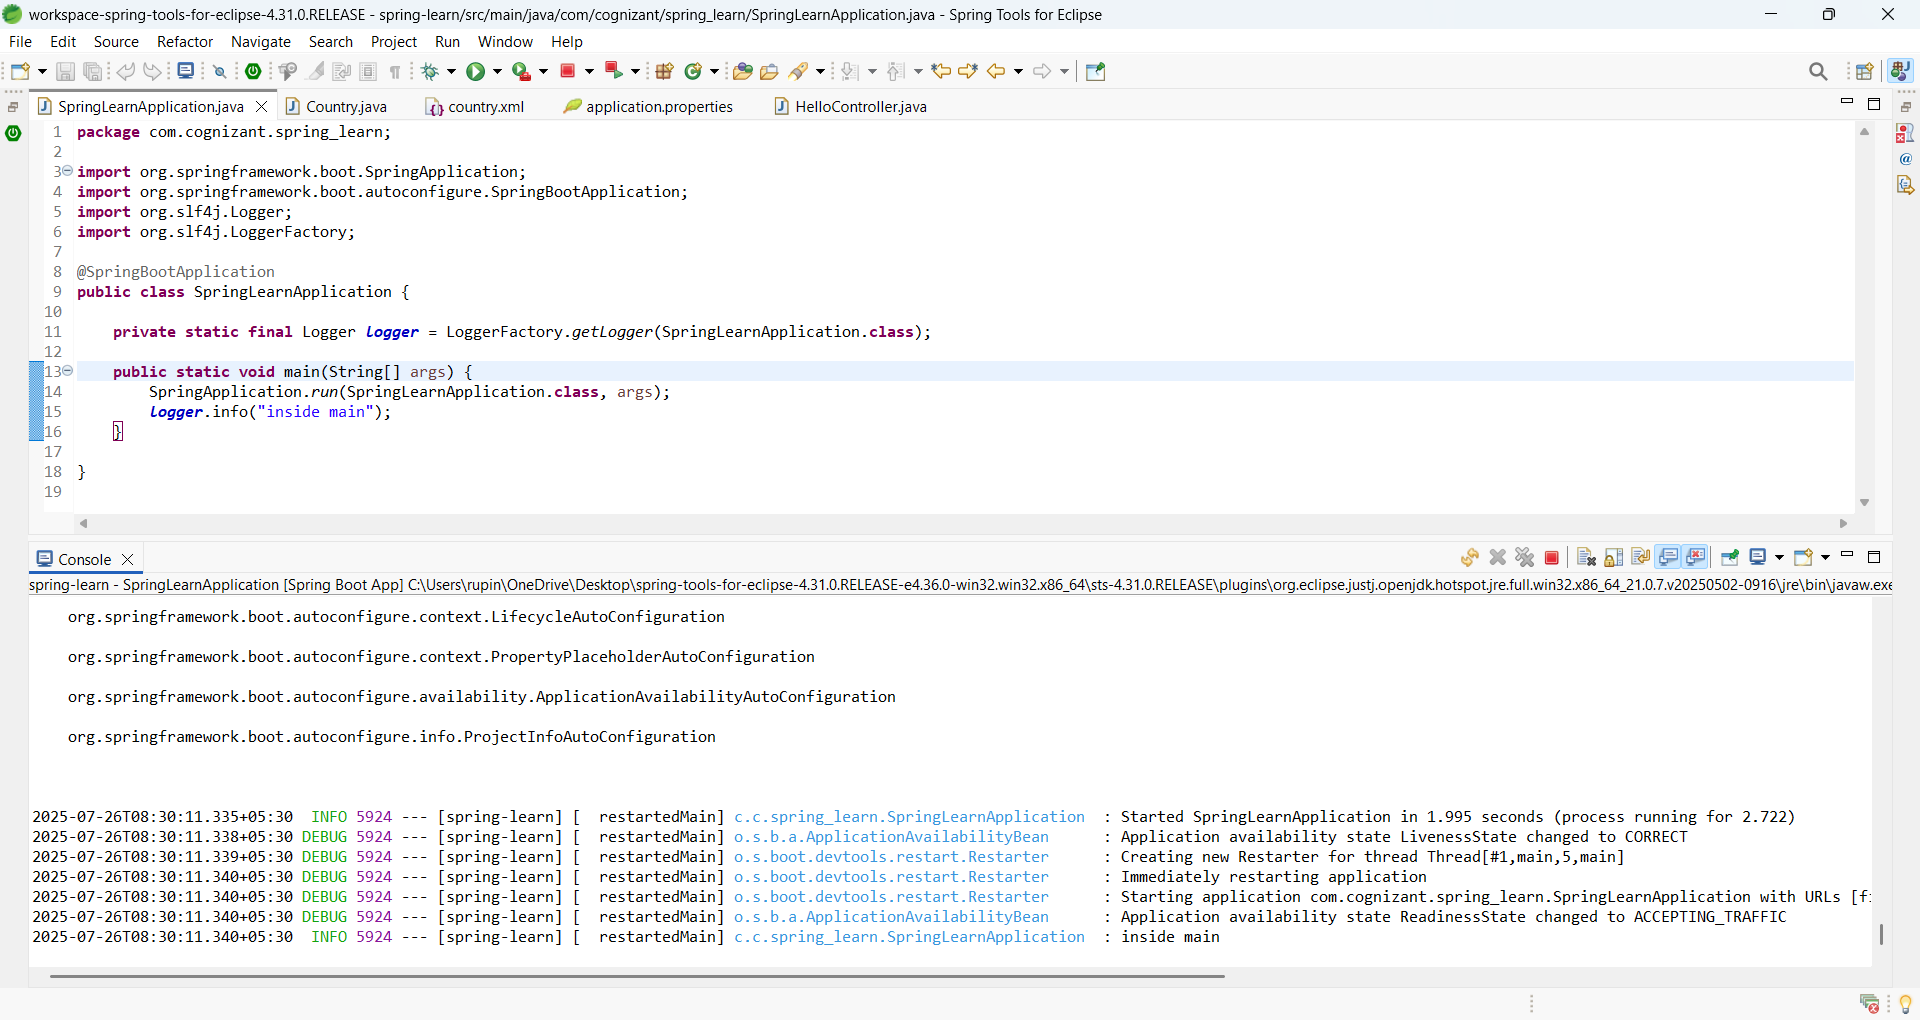 workspace-spring-tools-for-eclipse-4.31.0.RELEASE - spring-learn/src/main/java/com/cognizant/spring_learn/SpringLearnApplication.java - Spring Tools for Eclipse
File Edit Source Refactor Navigate Search Project Run Window Help
SpringLearnApplication.java Country.java country.xml application.properties HelloController.java
1 package com.cognizant.spring_learn;
2
3 import org.springframework.boot.SpringApplication;
4 import org.springframework.boot.autoconfigure.SpringBootApplication;
5 import org.slf4j.Logger;
6 import org.slf4j.LoggerFactory;
7
8 @SpringBootApplication
9 public class SpringLearnApplication {
10
11 private static final Logger logger = LoggerFactory.getLogger(SpringLearnApplication.class);
12
13 public static void main(String[] args) {
14 SpringApplication.run(SpringLearnApplication.class, args);
15 logger.info("inside main");
16 }
17
18 }
19
Console
spring-learn - SpringLearnApplication [Spring Boot App] C:\Users\rupin\OneDrive\Desktop\spring-tools-for-eclipse-4.31.0.RELEASE-e4.36.0-win32.win32.x86_64\sts-4.31.0.RELEASE\plugins\org.eclipse.justj.openjdk.hotspot.jre.full.win32.x86_64_21.0.7.v20250502-0916\jre\bin\javaw.exe
org.springframework.boot.autoconfigure.context.LifecycleAutoConfiguration
org.springframework.boot.autoconfigure.context.PropertyPlaceholderAutoConfiguration
org.springframework.boot.autoconfigure.availability.ApplicationAvailabilityAutoConfiguration
org.springframework.boot.autoconfigure.info.ProjectInfoAutoConfiguration
2025-07-26T08:30:11.335+05:30 INFO 5924 --- [spring-learn] [ restartedMain] c.c.spring_learn.SpringLearnApplication : Started SpringLearnApplication in 1.995 seconds (process running for 2.722)
2025-07-26T08:30:11.338+05:30 DEBUG 5924 --- [spring-learn] [ restartedMain] o.s.b.a.ApplicationAvailabilityBean : Application availability state LivenessState changed to CORRECT
2025-07-26T08:30:11.339+05:30 DEBUG 5924 --- [spring-learn] [ restartedMain] o.s.boot.devtools.restart.Restarter : Creating new Restarter for thread Thread[#1,main,5,main]
2025-07-26T08:30:11.340+05:30 DEBUG 5924 --- [spring-learn] [ restartedMain] o.s.boot.devtools.restart.Restarter : Immediately restarting application
2025-07-26T08:30:11.340+05:30 DEBUG 5924 --- [spring-learn] [ restartedMain] o.s.boot.devtools.restart.Restarter : Starting application com.cognizant.spring_learn.SpringLearnApplication with URLs [f
2025-07-26T08:30:11.340+05:30 DEBUG 5924 --- [spring-learn] [ restartedMain] o.s.b.a.ApplicationAvailabilityBean : Application availability state ReadinessState changed to ACCEPTING_TRAFFIC
2025-07-26T08:30:11.340+05:30 INFO 5924 --- [spring-learn] [ restartedMain] c.c.spring_learn.SpringLearnApplication : inside main